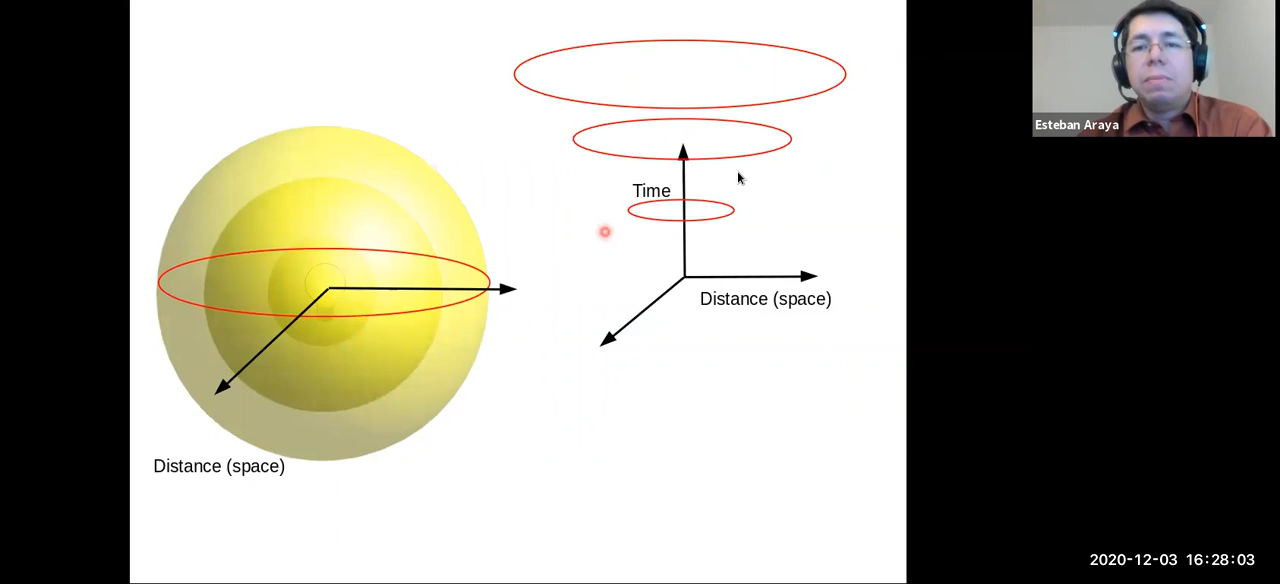 Time
Distance (space)
Distance (space)
Esteban Araya
2020-12-03 16:28:03